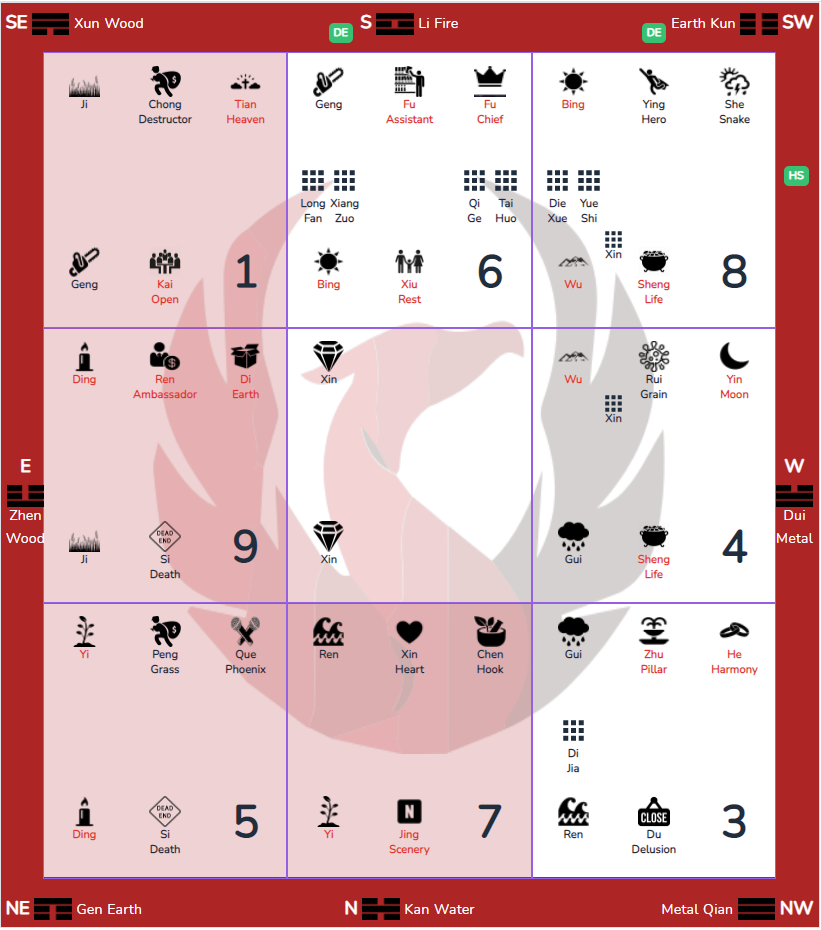 SE Xun Wood DE S Li Fire DE Earth Kun SW
Ji Chong Tian Geng Fu Fu Bing Ying She
Destructor Heaven Assistant Chief Hero Snake
HS
Long Xiang Qi Tai Die Yue
Fan Zuo Ge Huo Xue Shi
Xin
Geng Kai 1 Bing Xiu 6 Wu Sheng 8
Open Rest Life
Ding Ren Di Xin Wu Rui Yin
Ambassador Earth Grain Moon
Xin
E W
Zhen Dui
Wood Metal
Ji DEAD END Si 9 Xin Gui Sheng 4
Death Life
Yi Peng Que Ren Xin Chen Gui Zhu He
Grass Phoenix Heart Hook Pillar Harmony
Di
Jia
Ding DEAD END Si 5 Yi N Jing 7 Ren CLOSE Du 3
Death Scenery Delusion
NE Gen Earth N Kan Water Metal Qian NW